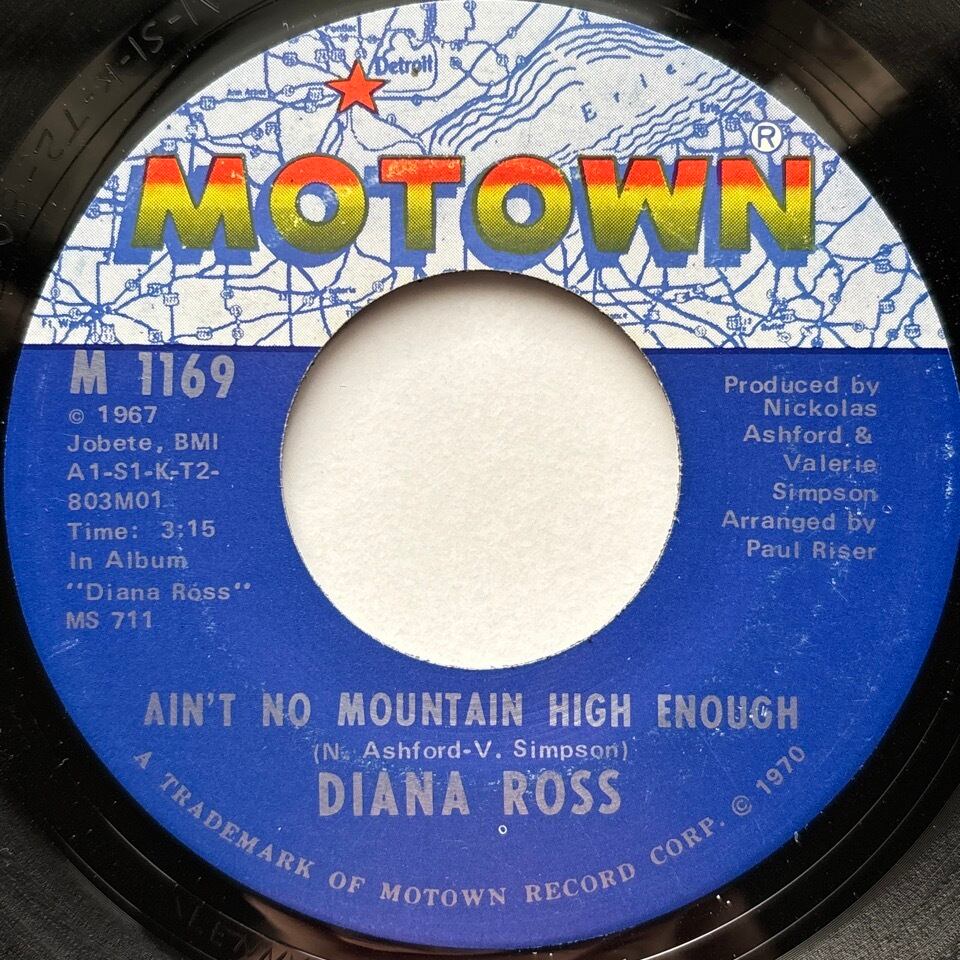 Detroit
Erie
MOTOWN
®
M 1169
© 1967
Jobete, BMI
A1-S1-K-T2-
803M01
Time: 3:15
In Album
"Diana Ross"
MS 711
Produced by
Nickolas
Ashford &
Valerie
Simpson
Arranged by
Paul Riser
AIN'T NO MOUNTAIN HIGH ENOUGH
(N. Ashford-V. Simpson)
DIANA ROSS
A TRADEMARK OF MOTOWN RECORD CORP. © 1970